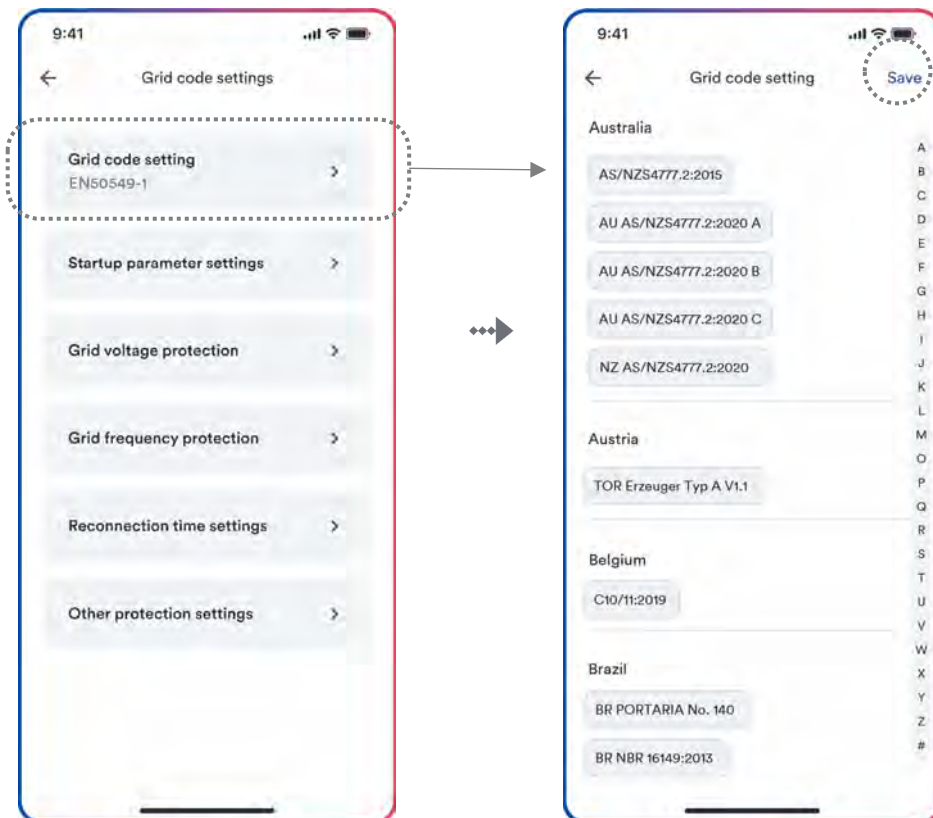 9:41
Grid code settings
Grid code setting
EN50549-1
Startup parameter settings
Grid voltage protection
Grid frequency protection
Reconnection time settings
Other protection settings
9:41
Grid code setting
Save
Australia
AS/NZS4777.2:2015
AU AS/NZS4777.2:2020 A
AU AS/NZS4777.2:2020 B
AU AS/NZS4777.2:2020 C
NZ AS/NZS4777.2:2020
Austria
TOR Erzeuger Typ A V1.1
Belgium
C10/11:2019
Brazil
BR PORTARIA No. 140
BR NBR 16149:2013
A
B
C
D
E
F
G
H
I
J
K
L
M
O
P
Q
R
S
T
U
V
W
X
Y
Z
#